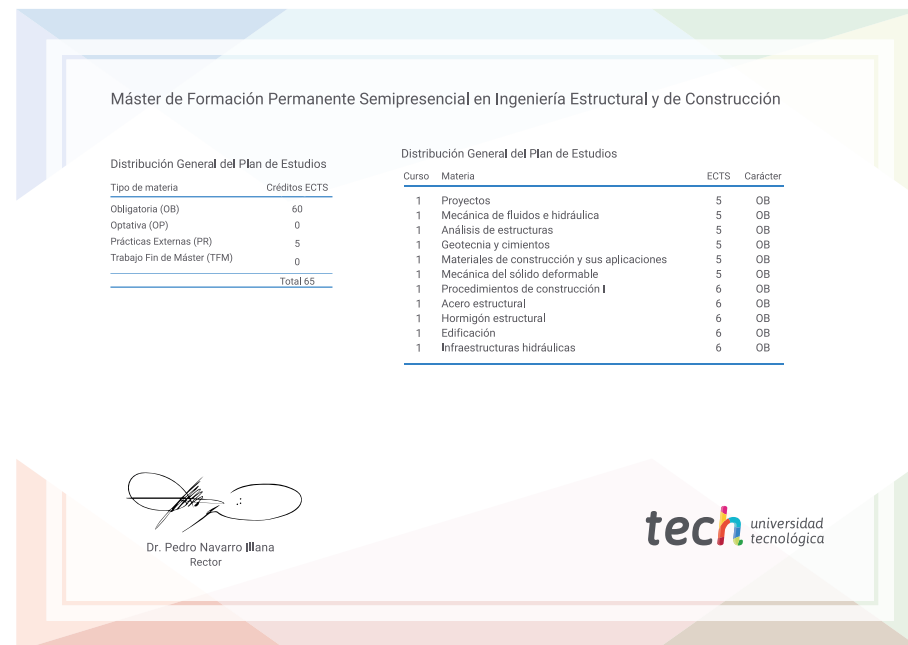 Máster de Formación Permanente Semipresencial en Ingeniería Estructural y de Construcción
Distribución General del Plan de Estudios
Tipo de materia Créditos ECTS
Obligatoria (OB) 60
Optativa (OP) 0
Prácticas Externas (PR) 5
Trabajo Fin de Máster (TFM) 0
Total 65
Distribución General del Plan de Estudios
Curso Materia ECTS Carácter
1 Proyectos 5 OB
1 Mecánica de fluidos e hidráulica 5 OB
1 Análisis de estructuras 5 OB
1 Geotecnia y cimientos 5 OB
1 Materiales de construcción y sus aplicaciones 5 OB
1 Mecánica del sólido deformable 5 OB
1 Procedimientos de construcción I 6 OB
1 Acero estructural 6 OB
1 Hormigón estructural 6 OB
1 Edificación 6 OB
1 Infraestructuras hidráulicas 6 OB
Dr. Pedro Navarro Illana
Rector
tech universidad
tecnológica